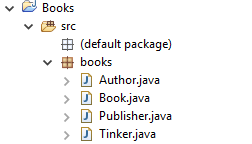 Books
src
(default package)
books
Author.java
Book.java
Publisher.java
Tinker.java